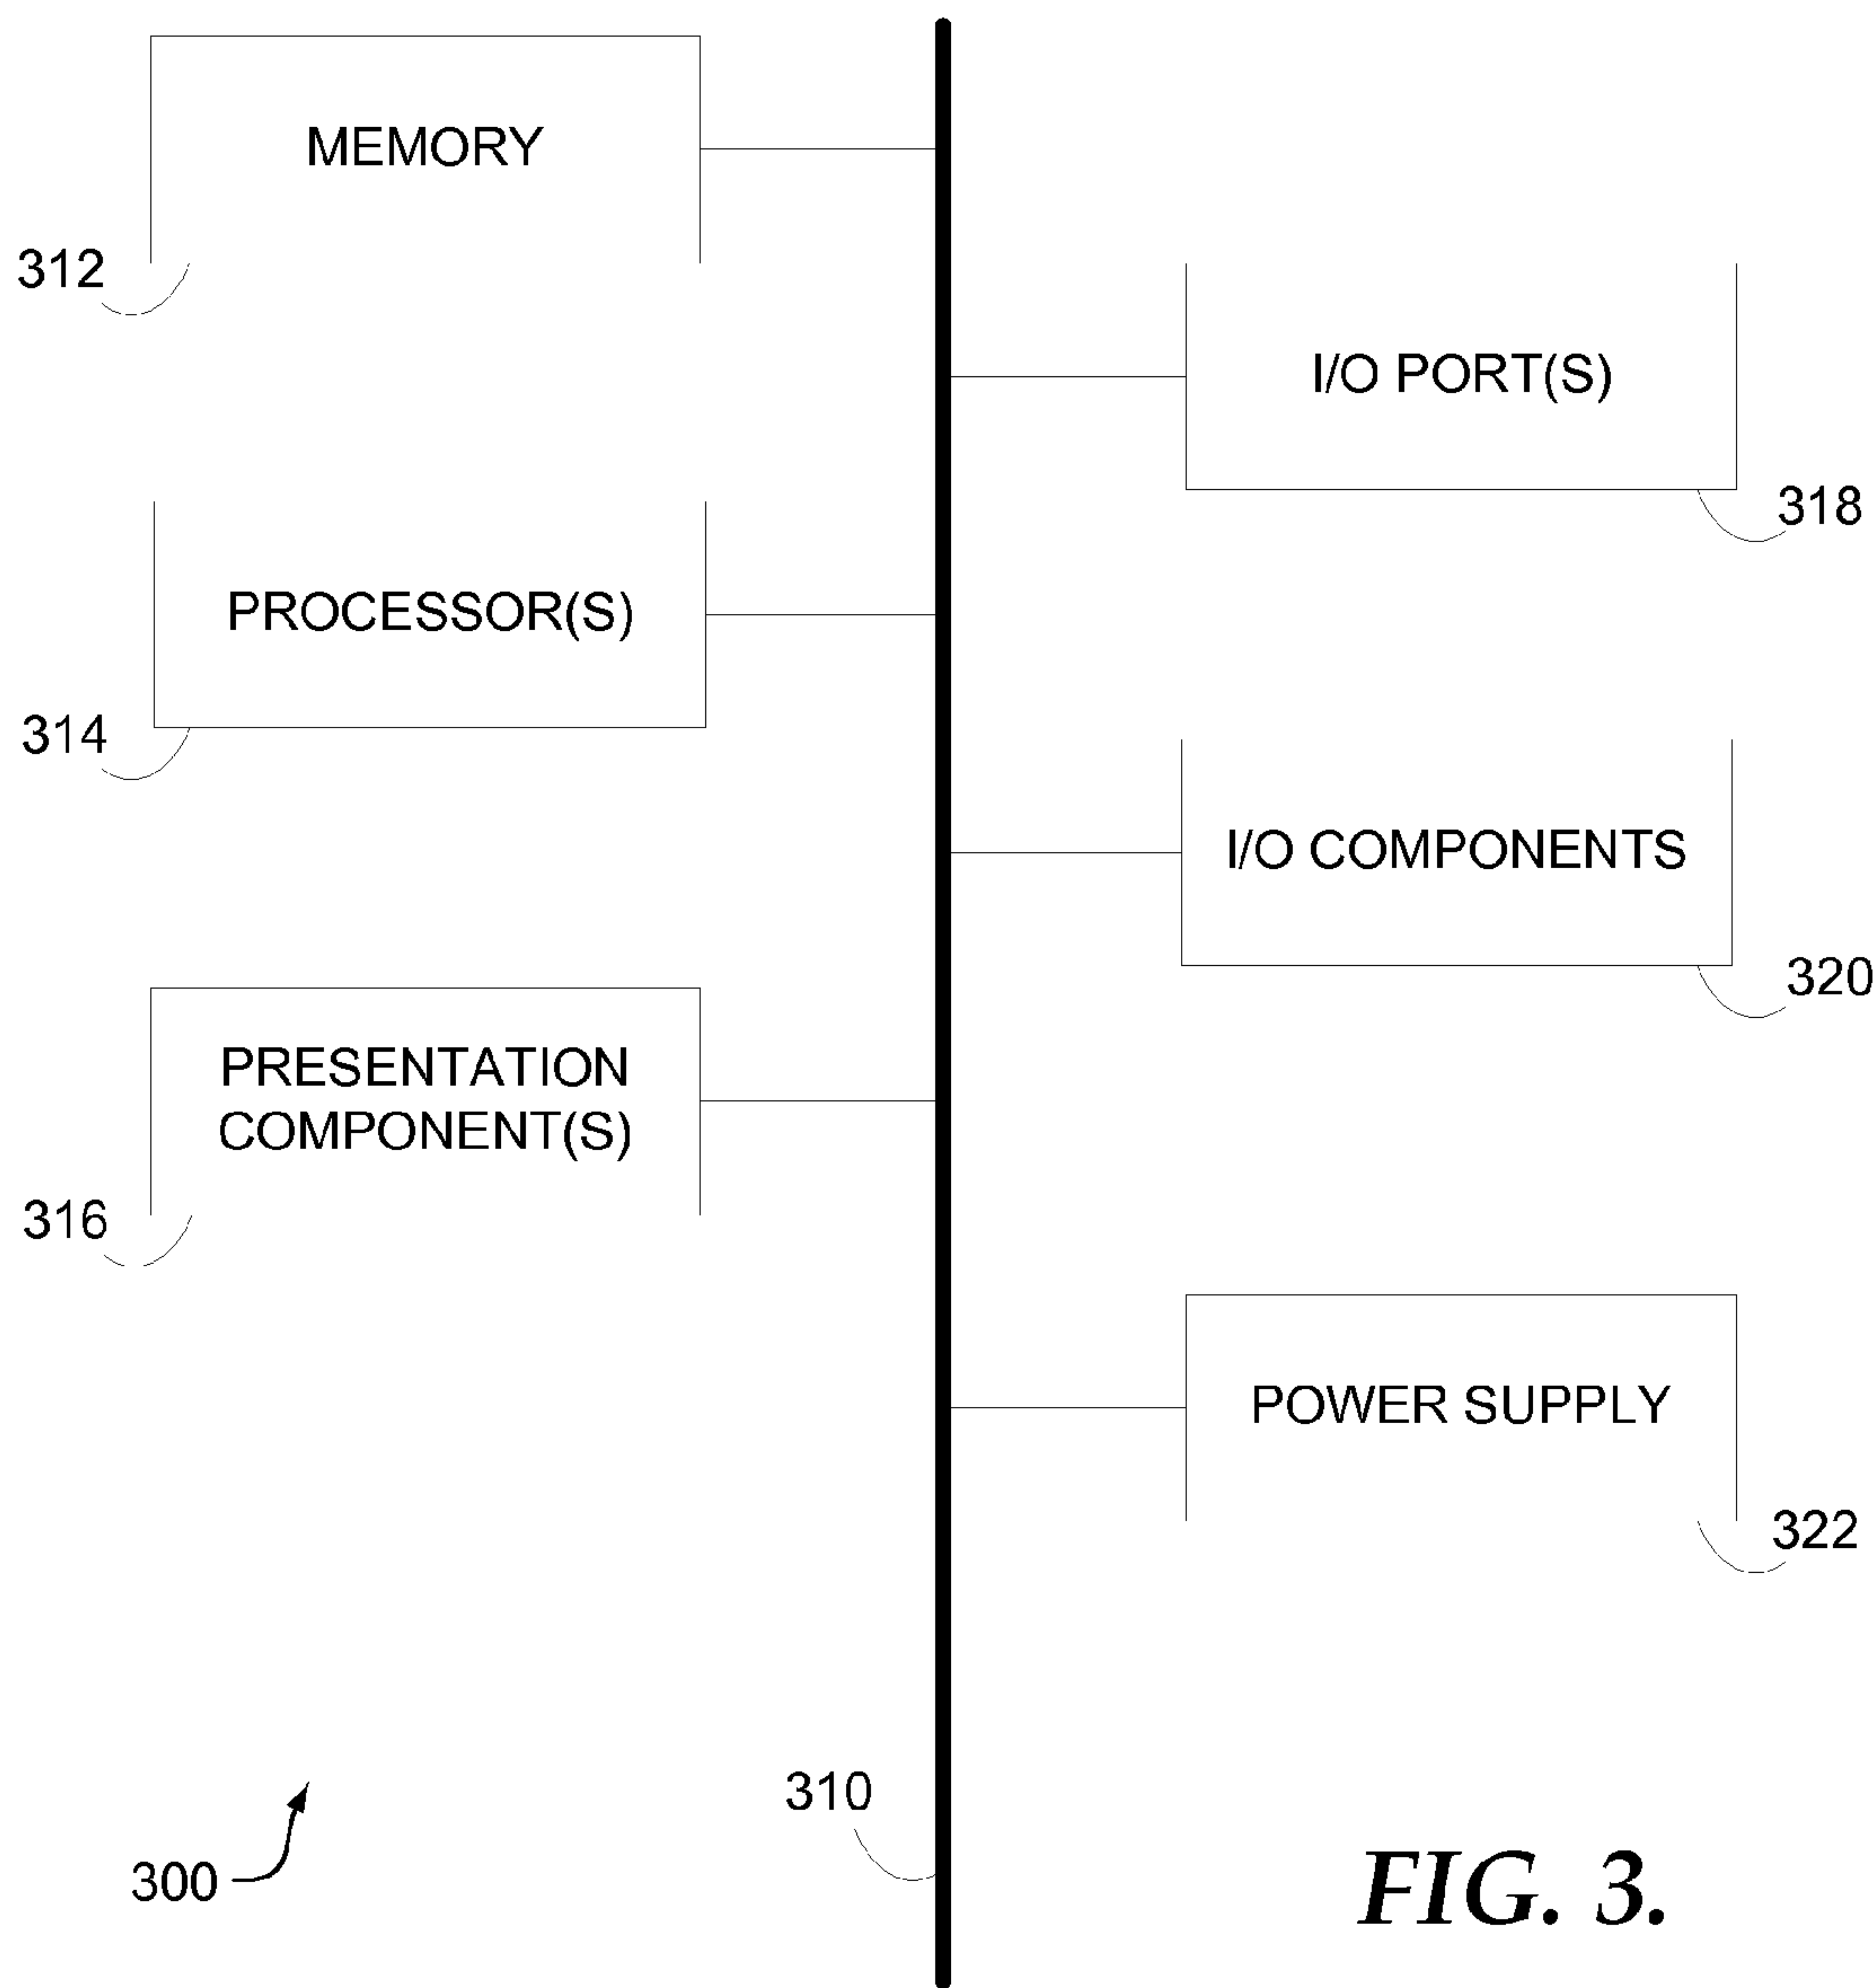 MEMORY
312
I/O PORT(S)
318
PROCESSOR(S)
314
I/O COMPONENTS
320
PRESENTATION
COMPONENT(S)
316
POWER SUPPLY
322
310
300
FIG. 3.